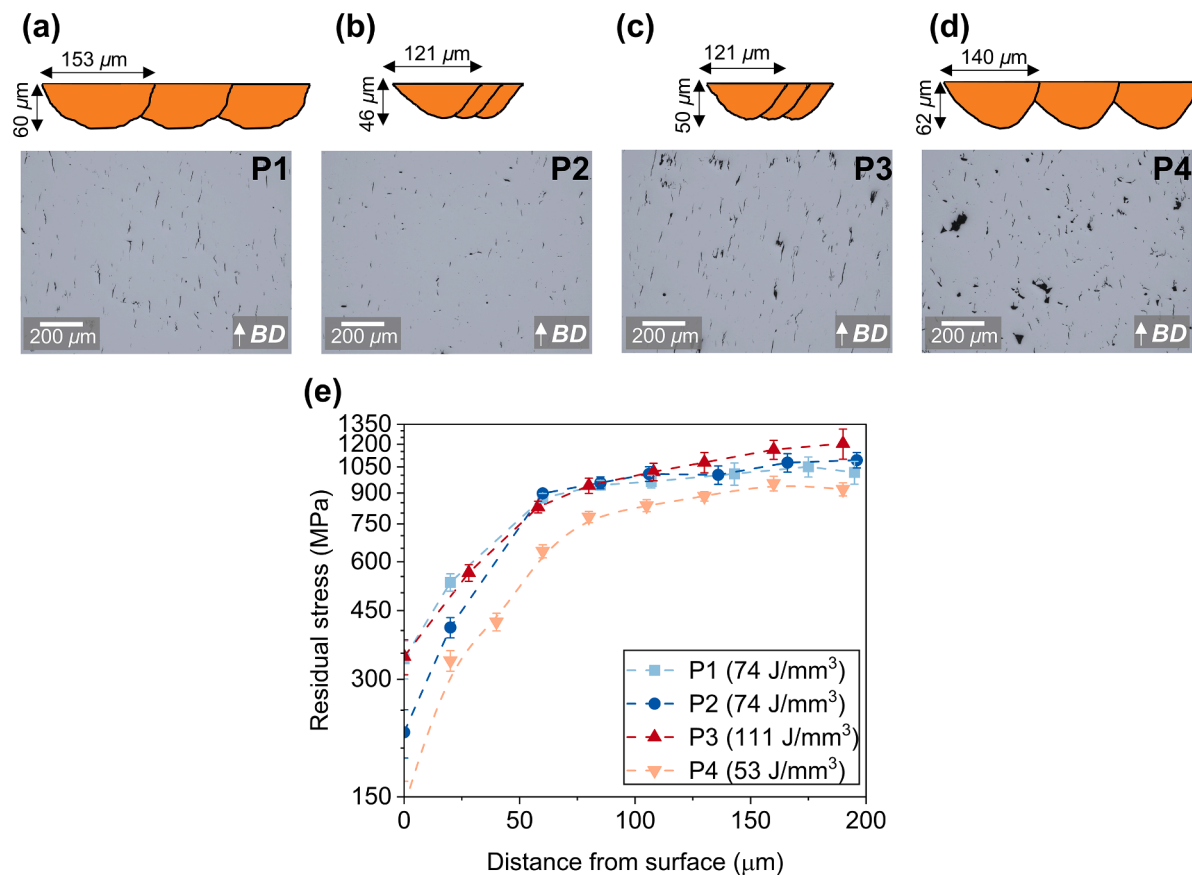 (a)
(b)
(c)
(d)
153 µm
121 µm
121 µm
140 µm
60 µm
46 µm
50 µm
62 µm
P1
P2
P3
P4
200 µm
BD
200 µm
BD
200 µm
BD
200 µm
BD
(e)
1350
1200
1050
900
750
600
450
300
150
Residual stress (MPa)
P1 (74 J/mm³)
P2 (74 J/mm³)
P3 (111 J/mm³)
P4 (53 J/mm³)
0
50
100
150
200
Distance from surface (µm)